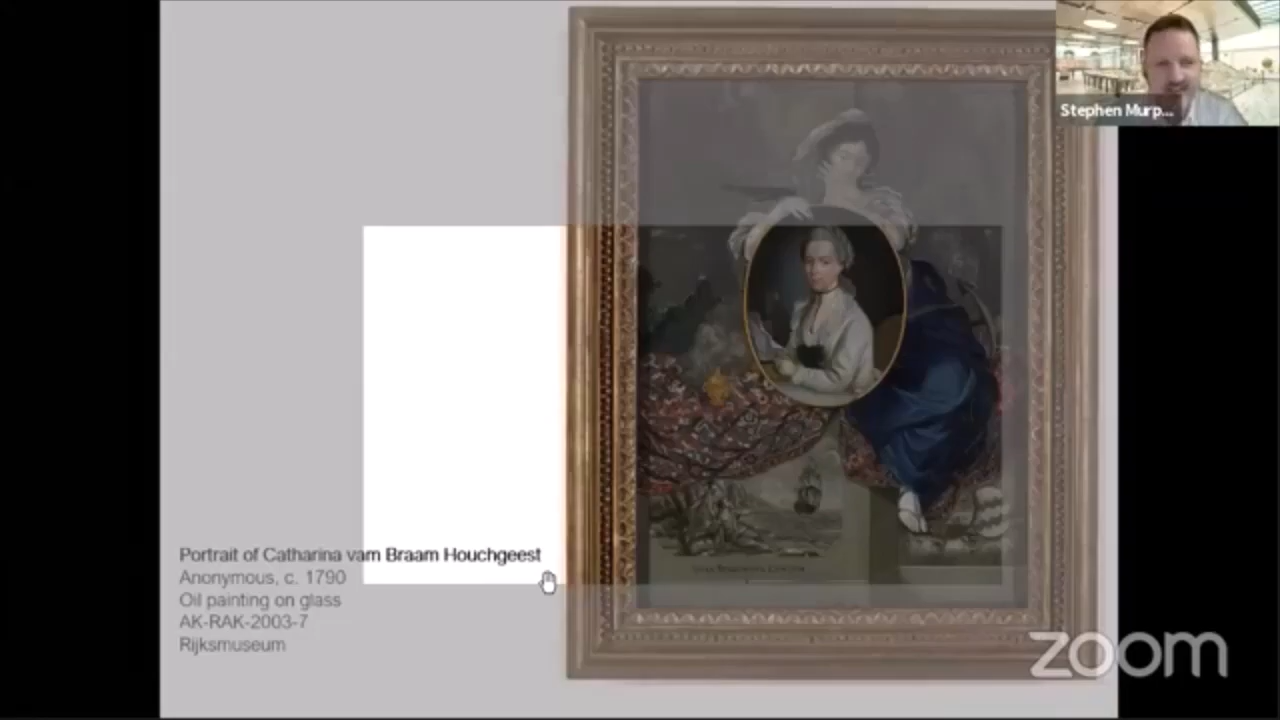 Stephen Murp...
Portrait of Catharina vam Braam Houchgeest
Anonymous, c. 1790
Oil painting on glass
AK-RAK-2003-7
Rijksmuseum
zoom